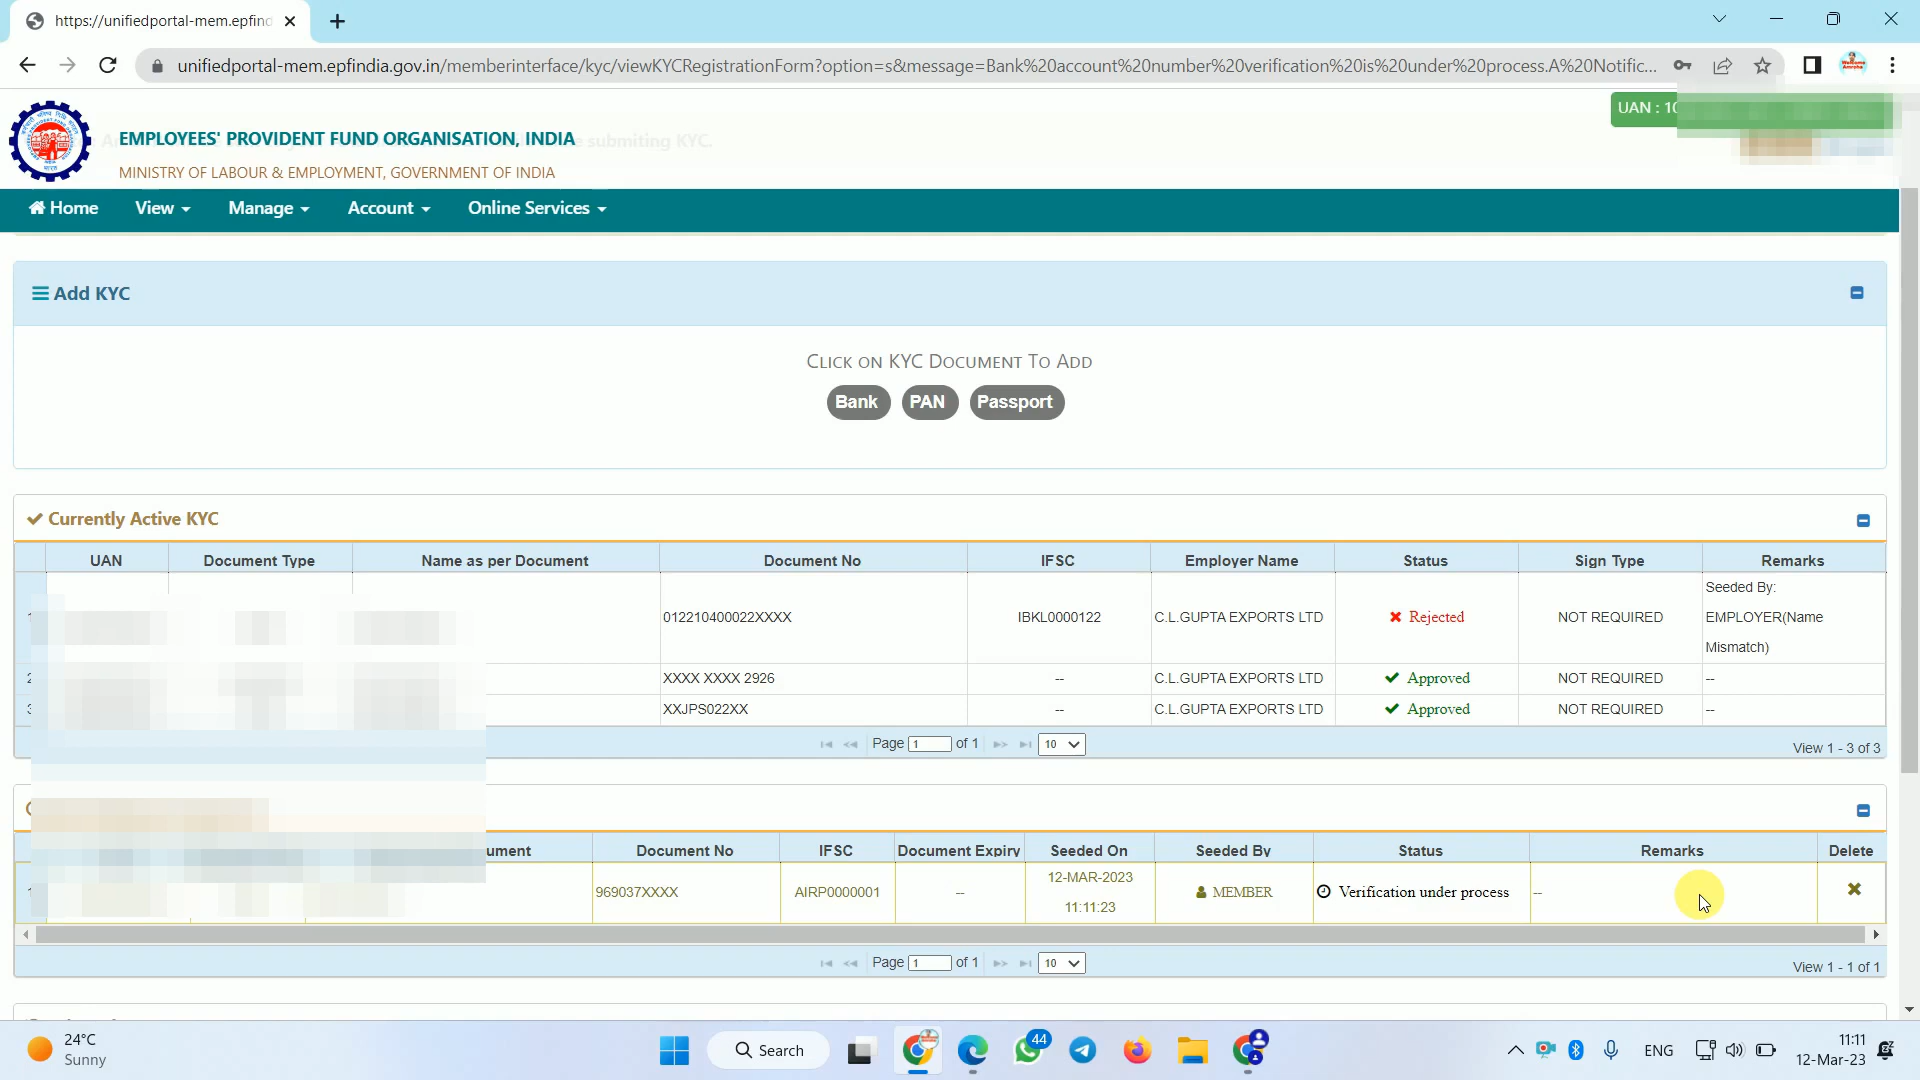 https://unifiedportal-mem.epfind
unifiedportal-mem.epfindia.gov.in/memberinterface/kyc/viewKYCRegistrationForm?option=s&message=Bank%20account%20number%20verification%20is%20under%20process.A%20Notific...
UAN : 10
EMPLOYEES' PROVIDENT FUND ORGANISATION, INDIA
submiting KYC.
MINISTRY OF LABOUR & EMPLOYMENT, GOVERNMENT OF INDIA
Home View Manage Account Online Services
Add KYC
CLICK ON KYC DOCUMENT TO ADD
Bank PAN Passport
Currently Active KYC
UAN Document Type Name as per Document Document No IFSC Employer Name Status Sign Type Remarks
1 012210400022XXXX IBKL0000122 C.L.GUPTA EXPORTS LTD Rejected NOT REQUIRED Seeded By:
EMPLOYER(Name
Mismatch)
2 XXXX XXXX 2926 -- C.L.GUPTA EXPORTS LTD Approved NOT REQUIRED --
3 XXJPS022XX -- C.L.GUPTA EXPORTS LTD Approved NOT REQUIRED --
Page 1 of 1 10 View 1 - 3 of 3
ument Document No IFSC Document Expiry Seeded On Seeded By Status Remarks Delete
1 969037XXXX AIRP0000001 -- 12-MAR-2023 MEMBER Verification under process --
11:11:23
Page 1 of 1 10 View 1 - 1 of 1
24°C
Sunny
Search
44
ENG
11:11
12-Mar-23